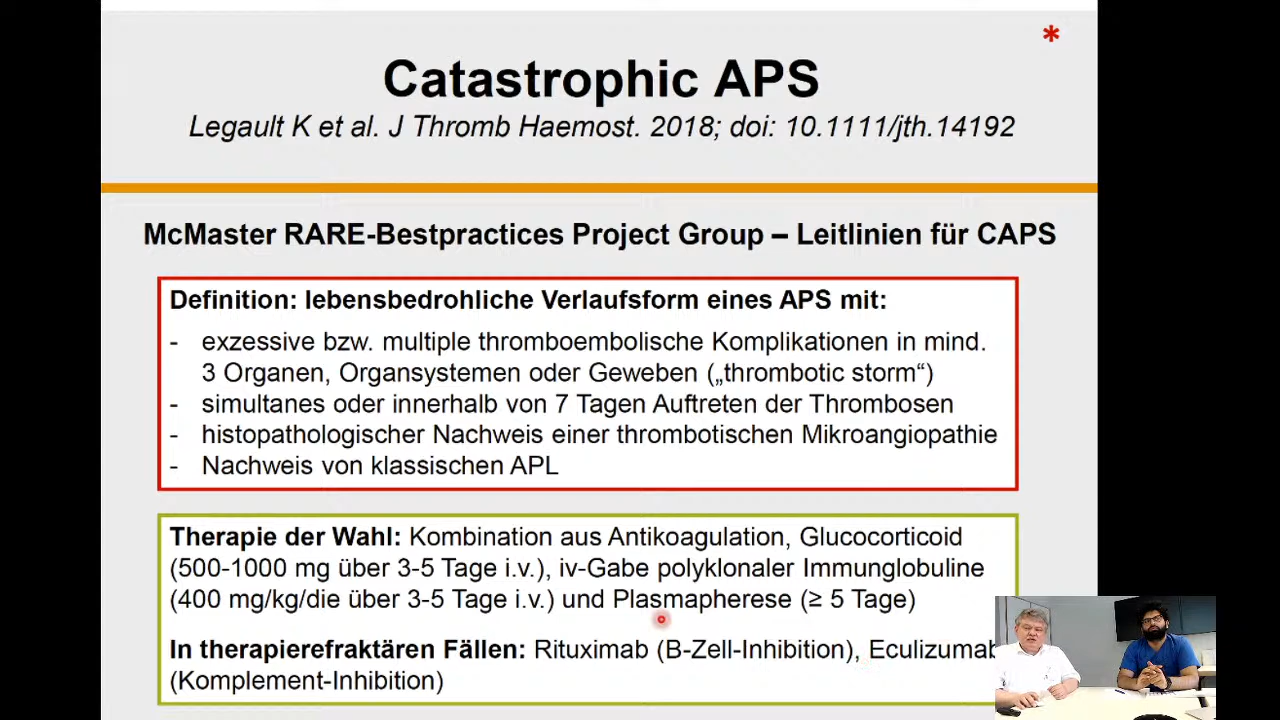 *
Catastrophic APS
Legault K et al. J Thromb Haemost. 2018; doi: 10.1111/jth.14192
McMaster RARE-Bestpractices Project Group – Leitlinien für CAPS
Definition: lebensbedrohliche Verlaufsform eines APS mit:
- exzessive bzw. multiple thromboembolische Komplikationen in mind.
3 Organen, Organsystemen oder Geweben („thrombotic storm“)
- simultanes oder innerhalb von 7 Tagen Auftreten der Thrombosen
- histopathologischer Nachweis einer thrombotischen Mikroangiopathie
- Nachweis von klassischen APL
Therapie der Wahl: Kombination aus Antikoagulation, Glucocorticoid
(500-1000 mg über 3-5 Tage i.v.), iv-Gabe polyklonaler Immunglobuline
(400 mg/kg/die über 3-5 Tage i.v.) und Plasmapherese (≥ 5 Tage)
In therapierefraktären Fällen: Rituximab (B-Zell-Inhibition), Eculizumab
(Komplement-Inhibition)